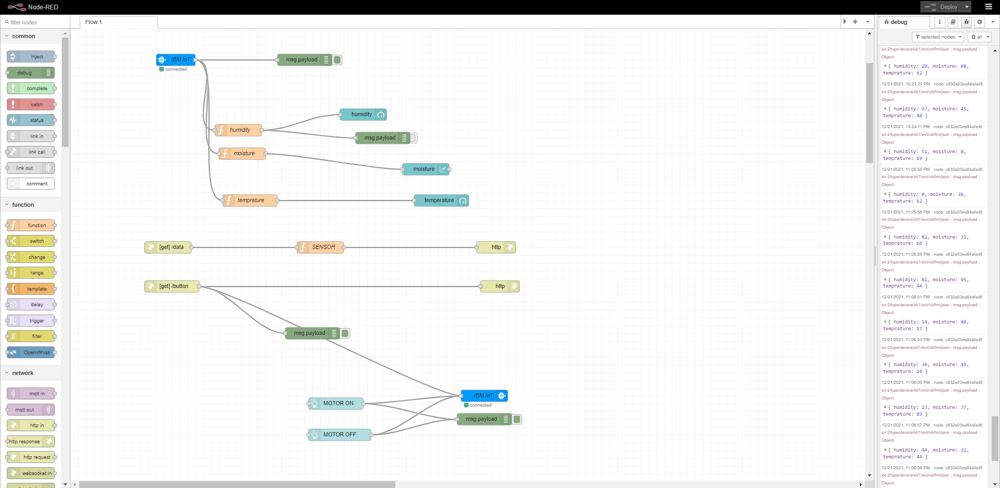 Node-RED
Deploy
filter nodes
Flow 1
debug
i
common
inject
debug
complete
catch
status
link in
link call
link out
comment
function
function
switch
change
range
template
delay
trigger
filter
OpenWhisk
network
mqtt in
mqtt out
http in
http response
http request
websocket in
IBM IoT
connected
msg.payload
humidity
humidity
msg.payload
moisture
moisture
temprature
temperature
[get] /data
SENSOR
http
[get] /button
http
msg.payload
IBM IoT
connected
MOTOR ON
msg.payload
MOTOR OFF
selected nodes
all
iot-2/type/device/id/1/evt/vit/fmt/json : msg.payload :
Object
{ humidity: 20, moisture: 68,
temprature: 62 }
12/21/2021, 10:21:22 PM node: c832a03ea84afad8
iot-2/type/device/id/1/evt/vit/fmt/json : msg.payload :
Object
{ humidity: 97, moisture: 45,
temprature: 40 }
12/21/2021, 10:24:11 PM node: c832a03ea84afad8
iot-2/type/device/id/1/evt/vit/fmt/json : msg.payload :
Object
{ humidity: 51, moisture: 8,
temprature: 19 }
12/21/2021, 11:05:55 PM node: c832a03ea84afad8
iot-2/type/device/id/1/evt/vit/fmt/json : msg.payload :
Object
{ humidity: 0, moisture: 36,
temprature: 62 }
12/21/2021, 11:05:56 PM node: c832a03ea84afad8
iot-2/type/device/id/1/evt/vit/fmt/json : msg.payload :
Object
{ humidity: 82, moisture: 31,
temprature: 66 }
12/21/2021, 11:05:59 PM node: c832a03ea84afad8
iot-2/type/device/id/1/evt/vit/fmt/json : msg.payload :
Object
{ humidity: 81, moisture: 95,
temprature: 44 }
12/21/2021, 11:06:01 PM node: c832a03ea84afad8
iot-2/type/device/id/1/evt/vit/fmt/json : msg.payload :
Object
{ humidity: 14, moisture: 88,
temprature: 17 }
12/21/2021, 11:06:03 PM node: c832a03ea84afad8
iot-2/type/device/id/1/evt/vit/fmt/json : msg.payload :
Object
{ humidity: 36, moisture: 19,
temprature: 24 }
12/21/2021, 11:06:05 PM node: c832a03ea84afad8
iot-2/type/device/id/1/evt/vit/fmt/json : msg.payload :
Object
{ humidity: 23, moisture: 37,
temprature: 89 }
12/21/2021, 11:06:07 PM node: c832a03ea84afad8
iot-2/type/device/id/1/evt/vit/fmt/json : msg.payload :
Object
{ humidity: 44, moisture: 32,
temprature: 44 }
12/21/2021, 11:06:09 PM node: c832a03ea84afad8
iot-2/type/device/id/1/evt/vit/fmt/json : msg.payload :
Object